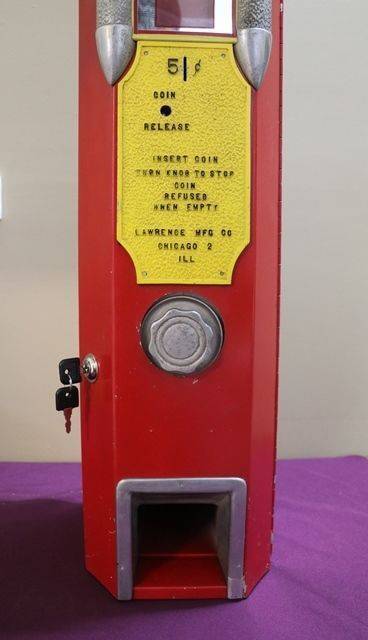 5 ¢
COIN
RELEASE
INSERT COIN
TURN KNOB TO STOP
COIN
REFUSED
WHEN EMPTY
LAWRENCE MFG CO
CHICAGO 2
ILL